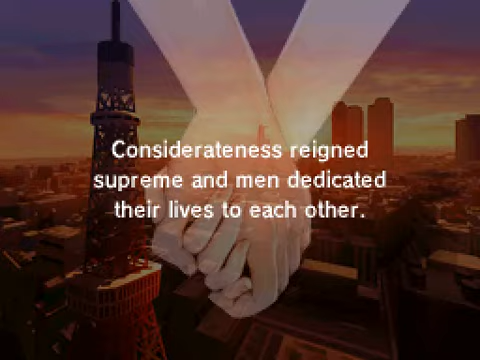 Considerateness reigned
supreme and men dedicated
their lives to each other.